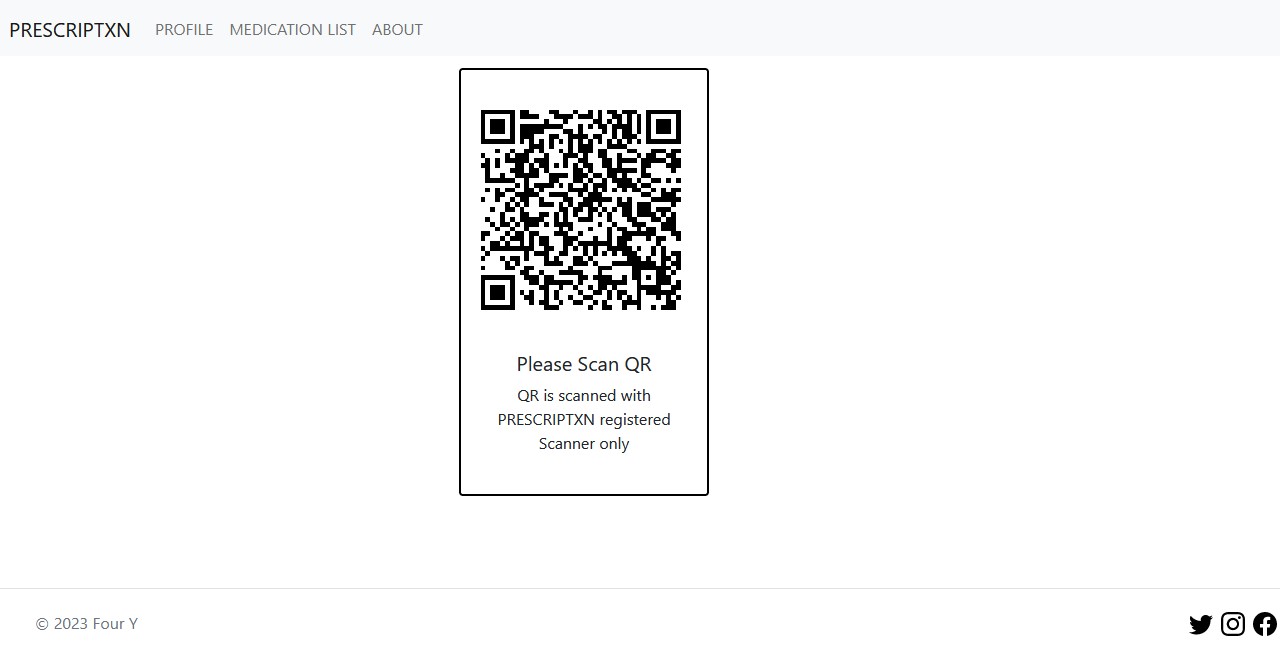 PRESCRIPTXN PROFILE MEDICATION LIST ABOUT
Please Scan QR
QR is scanned with
PRESCRIPTXN registered
Scanner only
© 2023 Four Y